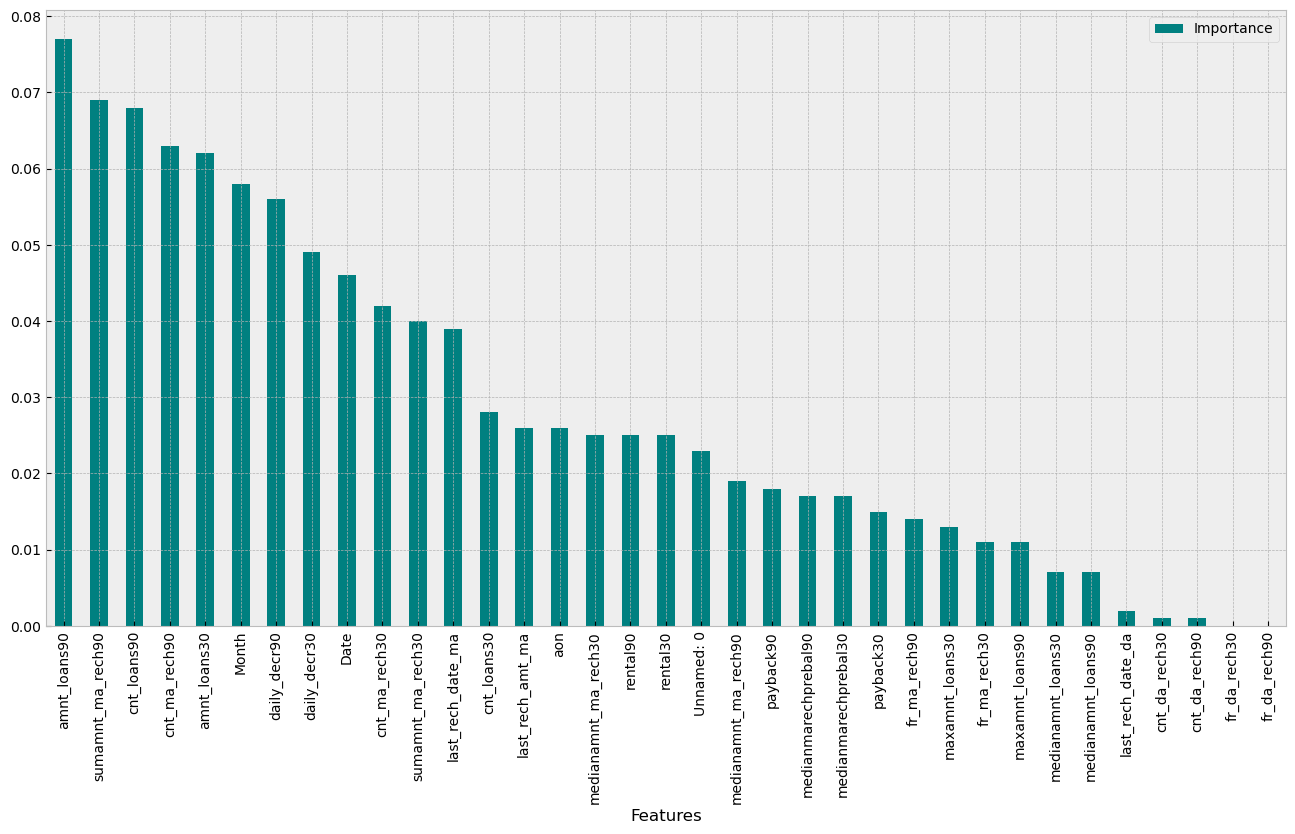 Importance
0.08
0.07
0.06
0.05
0.04
0.03
0.02
0.01
0.00
amnt_loans90
sumamnt_ma_rech90
cnt_loans90
cnt_ma_rech90
amnt_loans30
Month
daily_decr90
daily_decr30
Date
cnt_ma_rech30
sumamnt_ma_rech30
last_rech_date_ma
cnt_loans30
last_rech_amt_ma
aon
medianamnt_ma_rech30
rental90
rental30
Unnamed: 0
medianamnt_ma_rech90
payback90
medianmarechprebal90
medianmarechprebal30
payback30
fr_ma_rech90
maxamnt_loans30
fr_ma_rech30
maxamnt_loans90
medianamnt_loans30
medianamnt_loans90
last_rech_date_da
cnt_da_rech30
cnt_da_rech90
fr_da_rech30
fr_da_rech90
Features